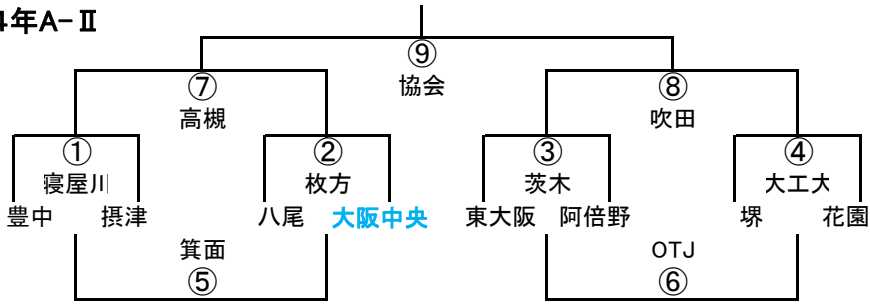 年A-Ⅱ
⑨
協会
⑦
高槻
⑧
吹田
①
寝屋川
②
枚方
③
茨木
④
大工大
豊中 摂津 八尾 大阪中央 東大阪 阿倍野 堺 花園
箕面
⑤
OTJ
⑥